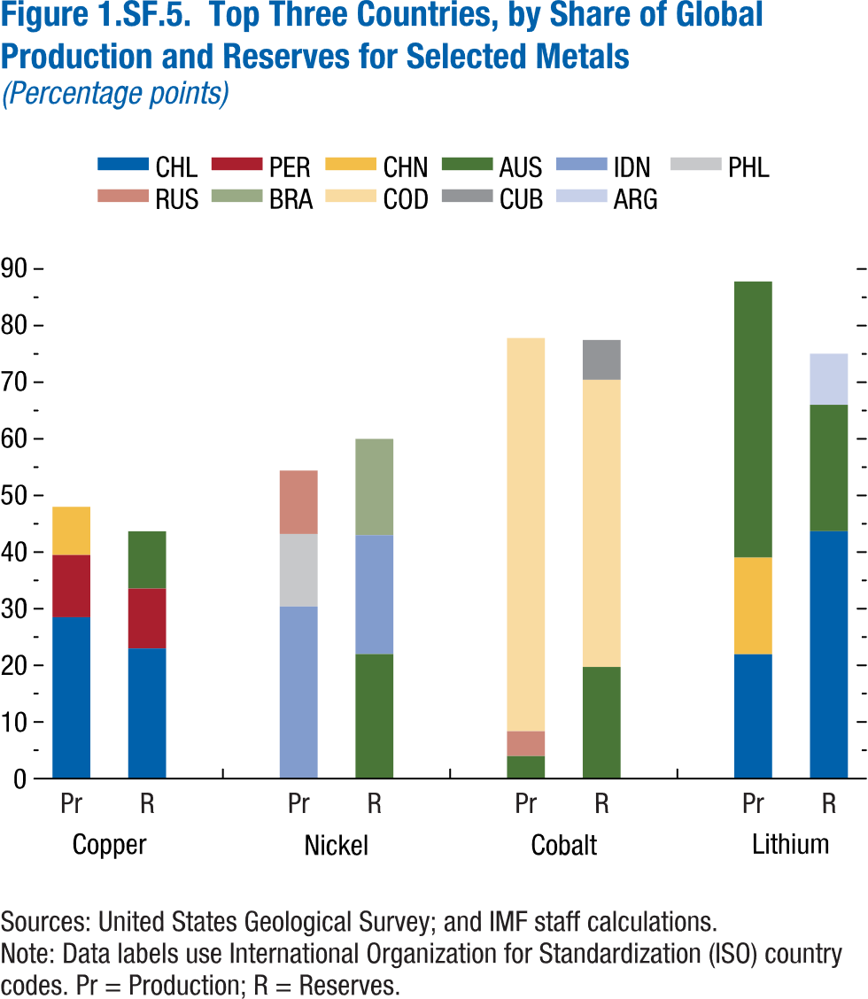 Figure 1.SF.5. Top Three Countries, by Share of Global
Production and Reserves for Selected Metals
(Percentage points)
CHL PER CHN AUS IDN PHL
RUS BRA COD CUB ARG
90
80
70
60
50
40
30
20
10
0
Pr R Pr R Pr R Pr R
Copper Nickel Cobalt Lithium
Sources: United States Geological Survey; and IMF staff calculations.
Note: Data labels use International Organization for Standardization (ISO) country
codes. Pr = Production; R = Reserves.